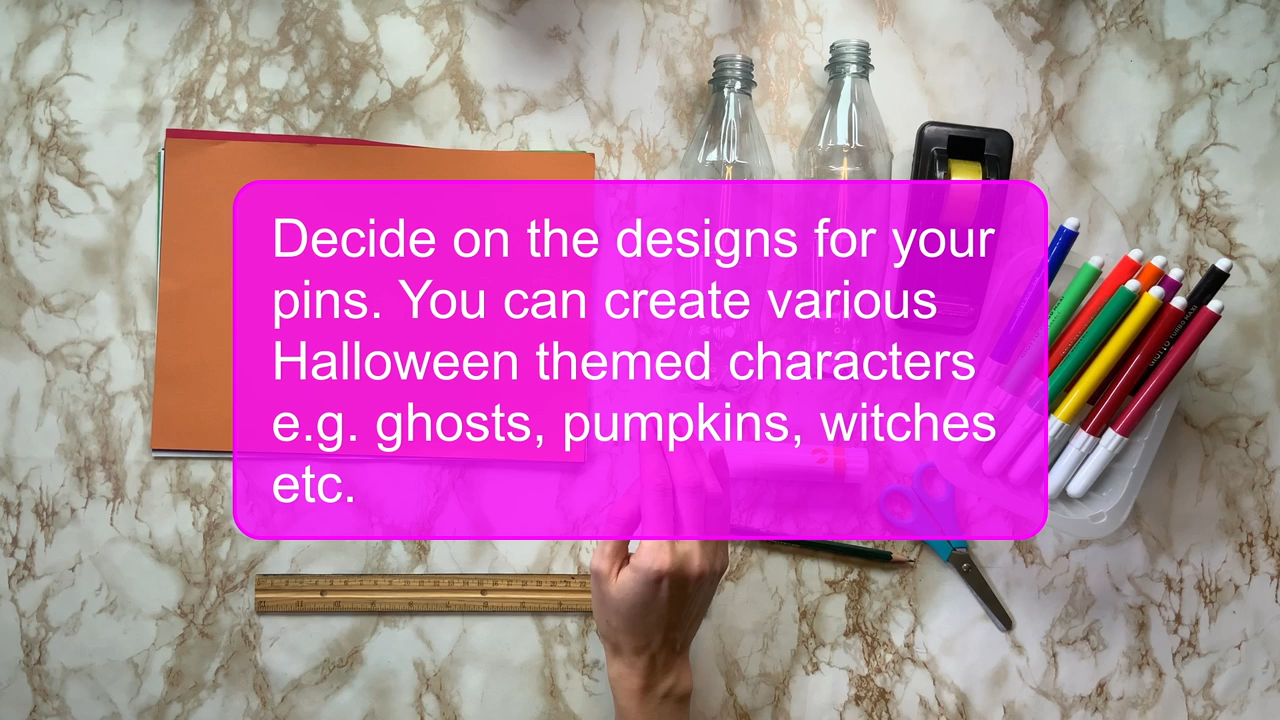 Decide on the designs for your
pins. You can create various
Halloween themed characters
e.g. ghosts, pumpkins, witches
etc.